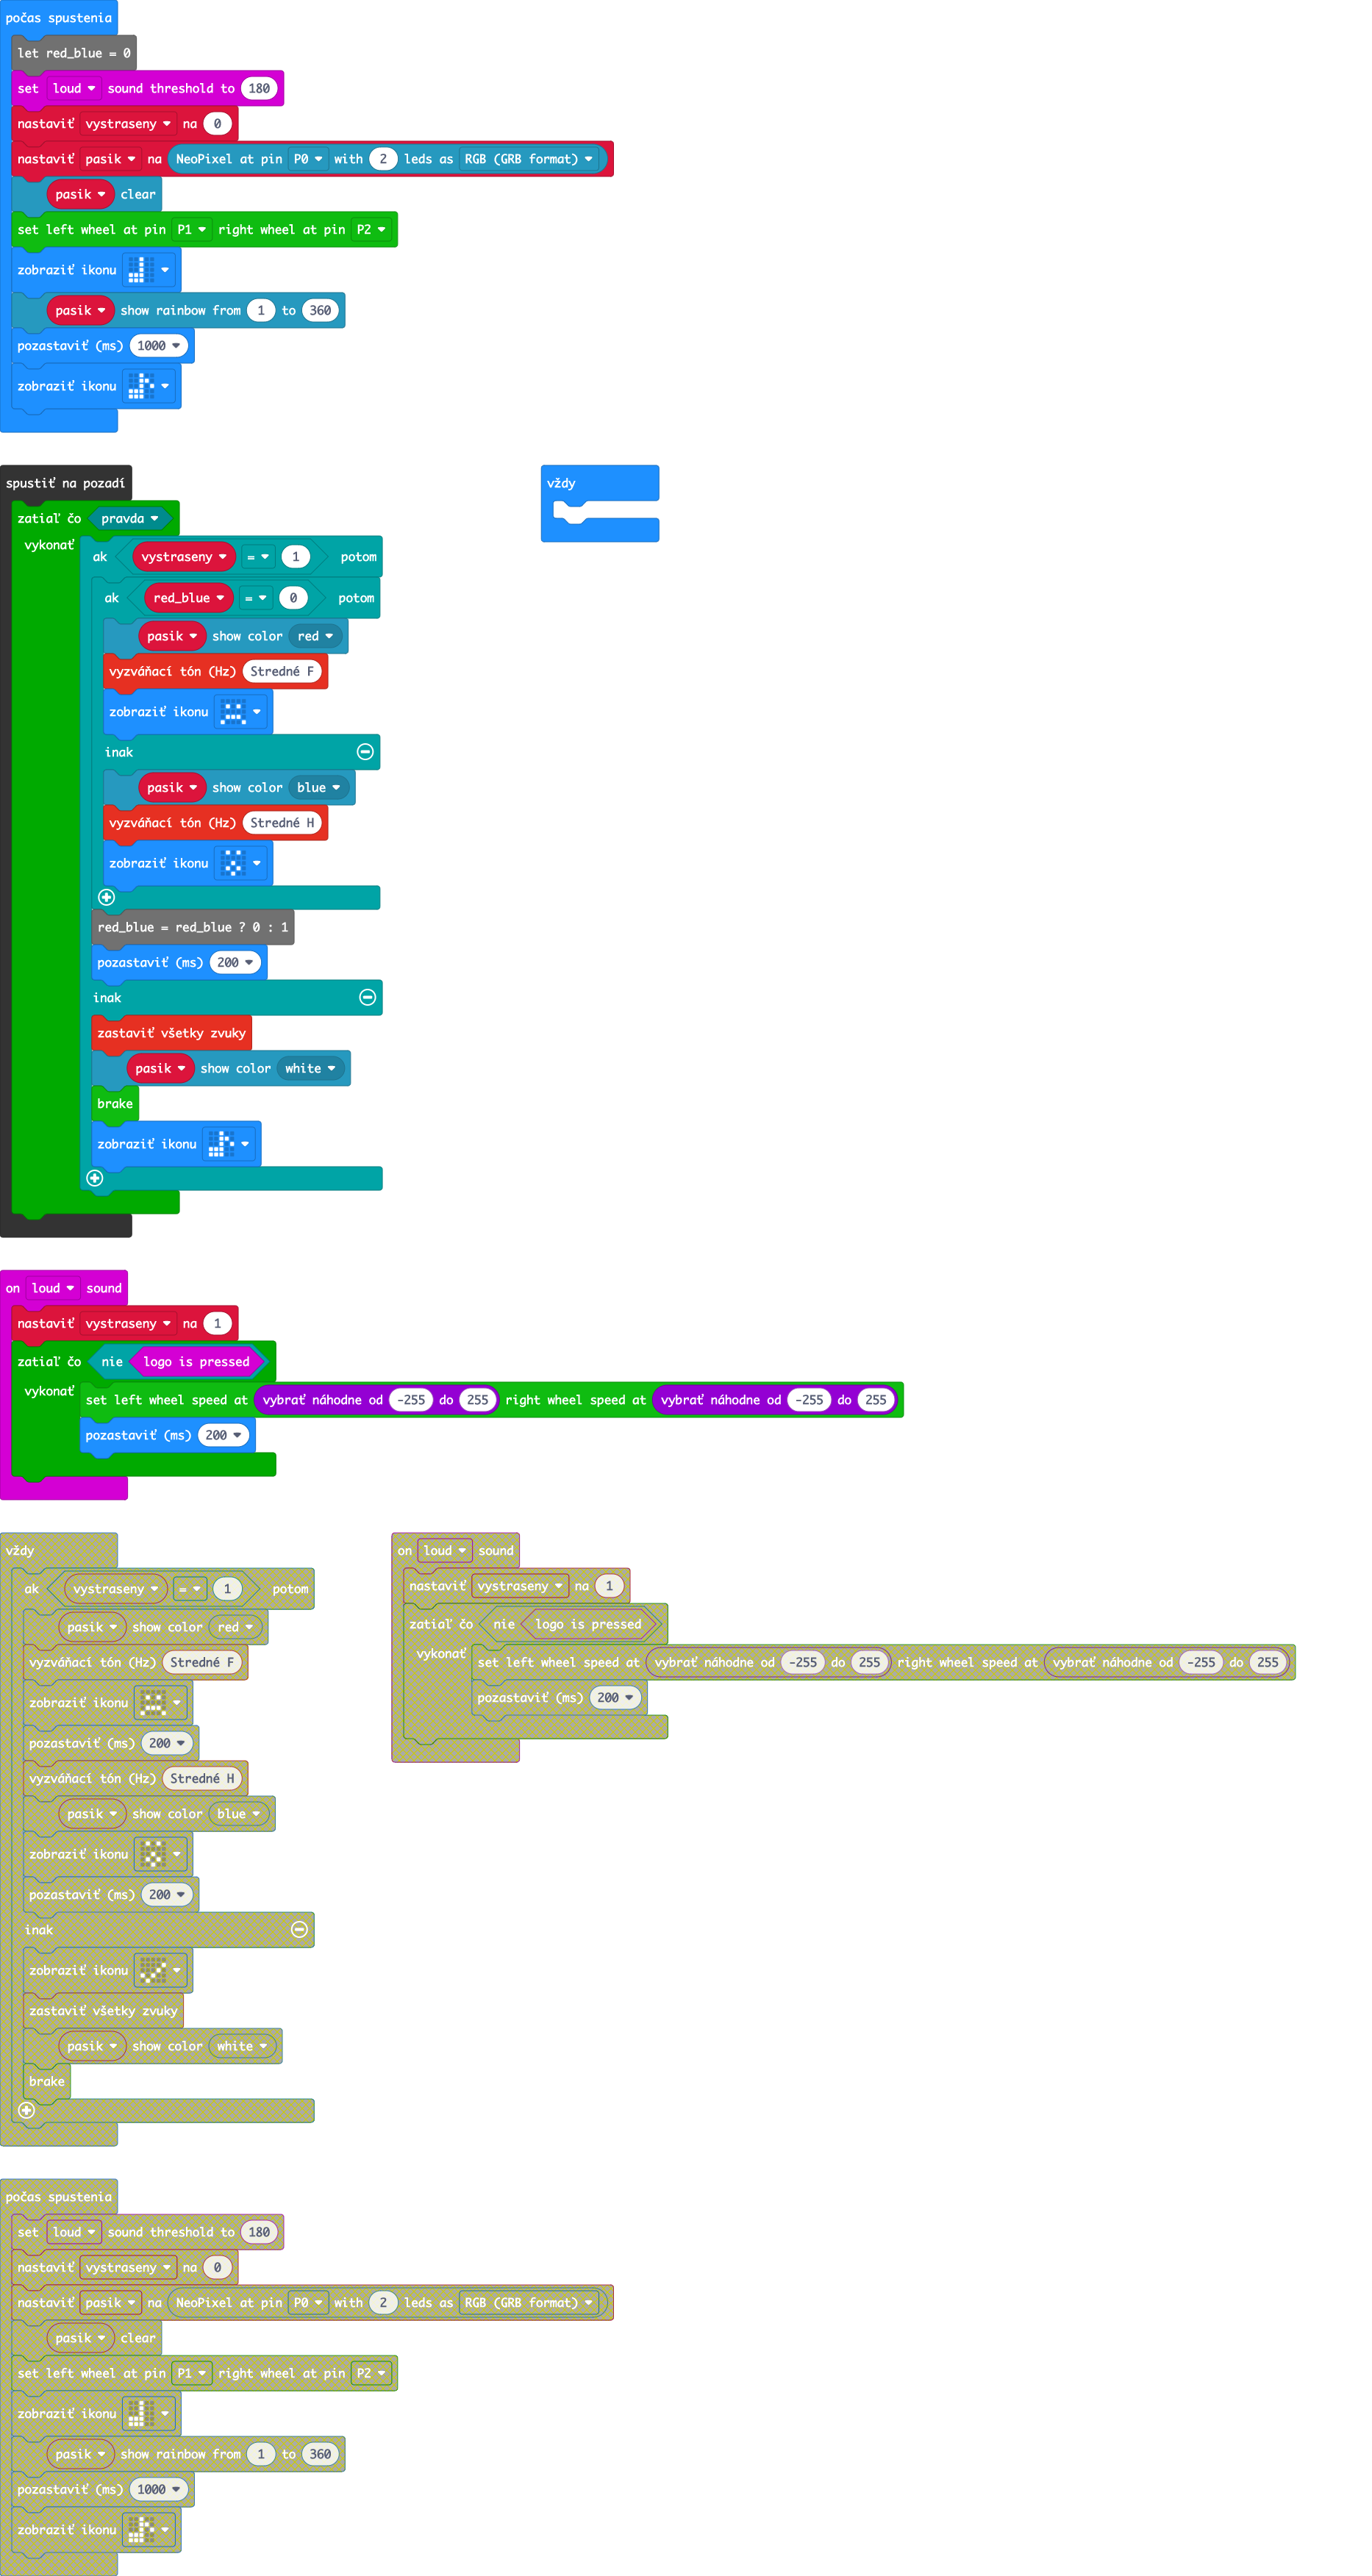 počas spustenia
let red_blue = 0
set loud sound threshold to 180
nastaviť vystraseny na 0
nastaviť pasik na NeoPixel at pin P0 with 2 leds as RGB (GRB format)
pasik clear
set left wheel at pin P1 right wheel at pin P2
zobraziť ikonu
pasik show rainbow from 1 to 360
pozastaviť (ms) 1000
zobraziť ikonu
spustiť na pozadí
zatiaľ čo pravda
vykonať
ak vystraseny = 1 potom
ak red_blue = 0 potom
pasik show color red
vyzváňací tón (Hz) Stredné F
zobraziť ikonu
inak
pasik show color blue
vyzváňací tón (Hz) Stredné H
zobraziť ikonu
red_blue = red_blue ? 0 : 1
pozastaviť (ms) 200
inak
zastaviť všetky zvuky
pasik show color white
brake
zobraziť ikonu
vždy
on loud sound
nastaviť vystraseny na 1
zatiaľ čo nie logo is pressed
vykonať
set left wheel speed at vybrať náhodne od -255 do 255 right wheel speed at vybrať náhodne od -255 do 255
pozastaviť (ms) 200
vždy
ak vystraseny = 1 potom
pasik show color red
vyzváňací tón (Hz) Stredné F
zobraziť ikonu
pozastaviť (ms) 200
vyzváňací tón (Hz) Stredné H
pasik show color blue
zobraziť ikonu
pozastaviť (ms) 200
inak
zobraziť ikonu
zastaviť všetky zvuky
pasik show color white
brake
on loud sound
nastaviť vystraseny na 1
zatiaľ čo nie logo is pressed
vykonať
set left wheel speed at vybrať náhodne od -255 do 255 right wheel speed at vybrať náhodne od -255 do 255
pozastaviť (ms) 200
počas spustenia
set loud sound threshold to 180
nastaviť vystraseny na 0
nastaviť pasik na NeoPixel at pin P0 with 2 leds as RGB (GRB format)
pasik clear
set left wheel at pin P1 right wheel at pin P2
zobraziť ikonu
pasik show rainbow from 1 to 360
pozastaviť (ms) 1000
zobraziť ikonu